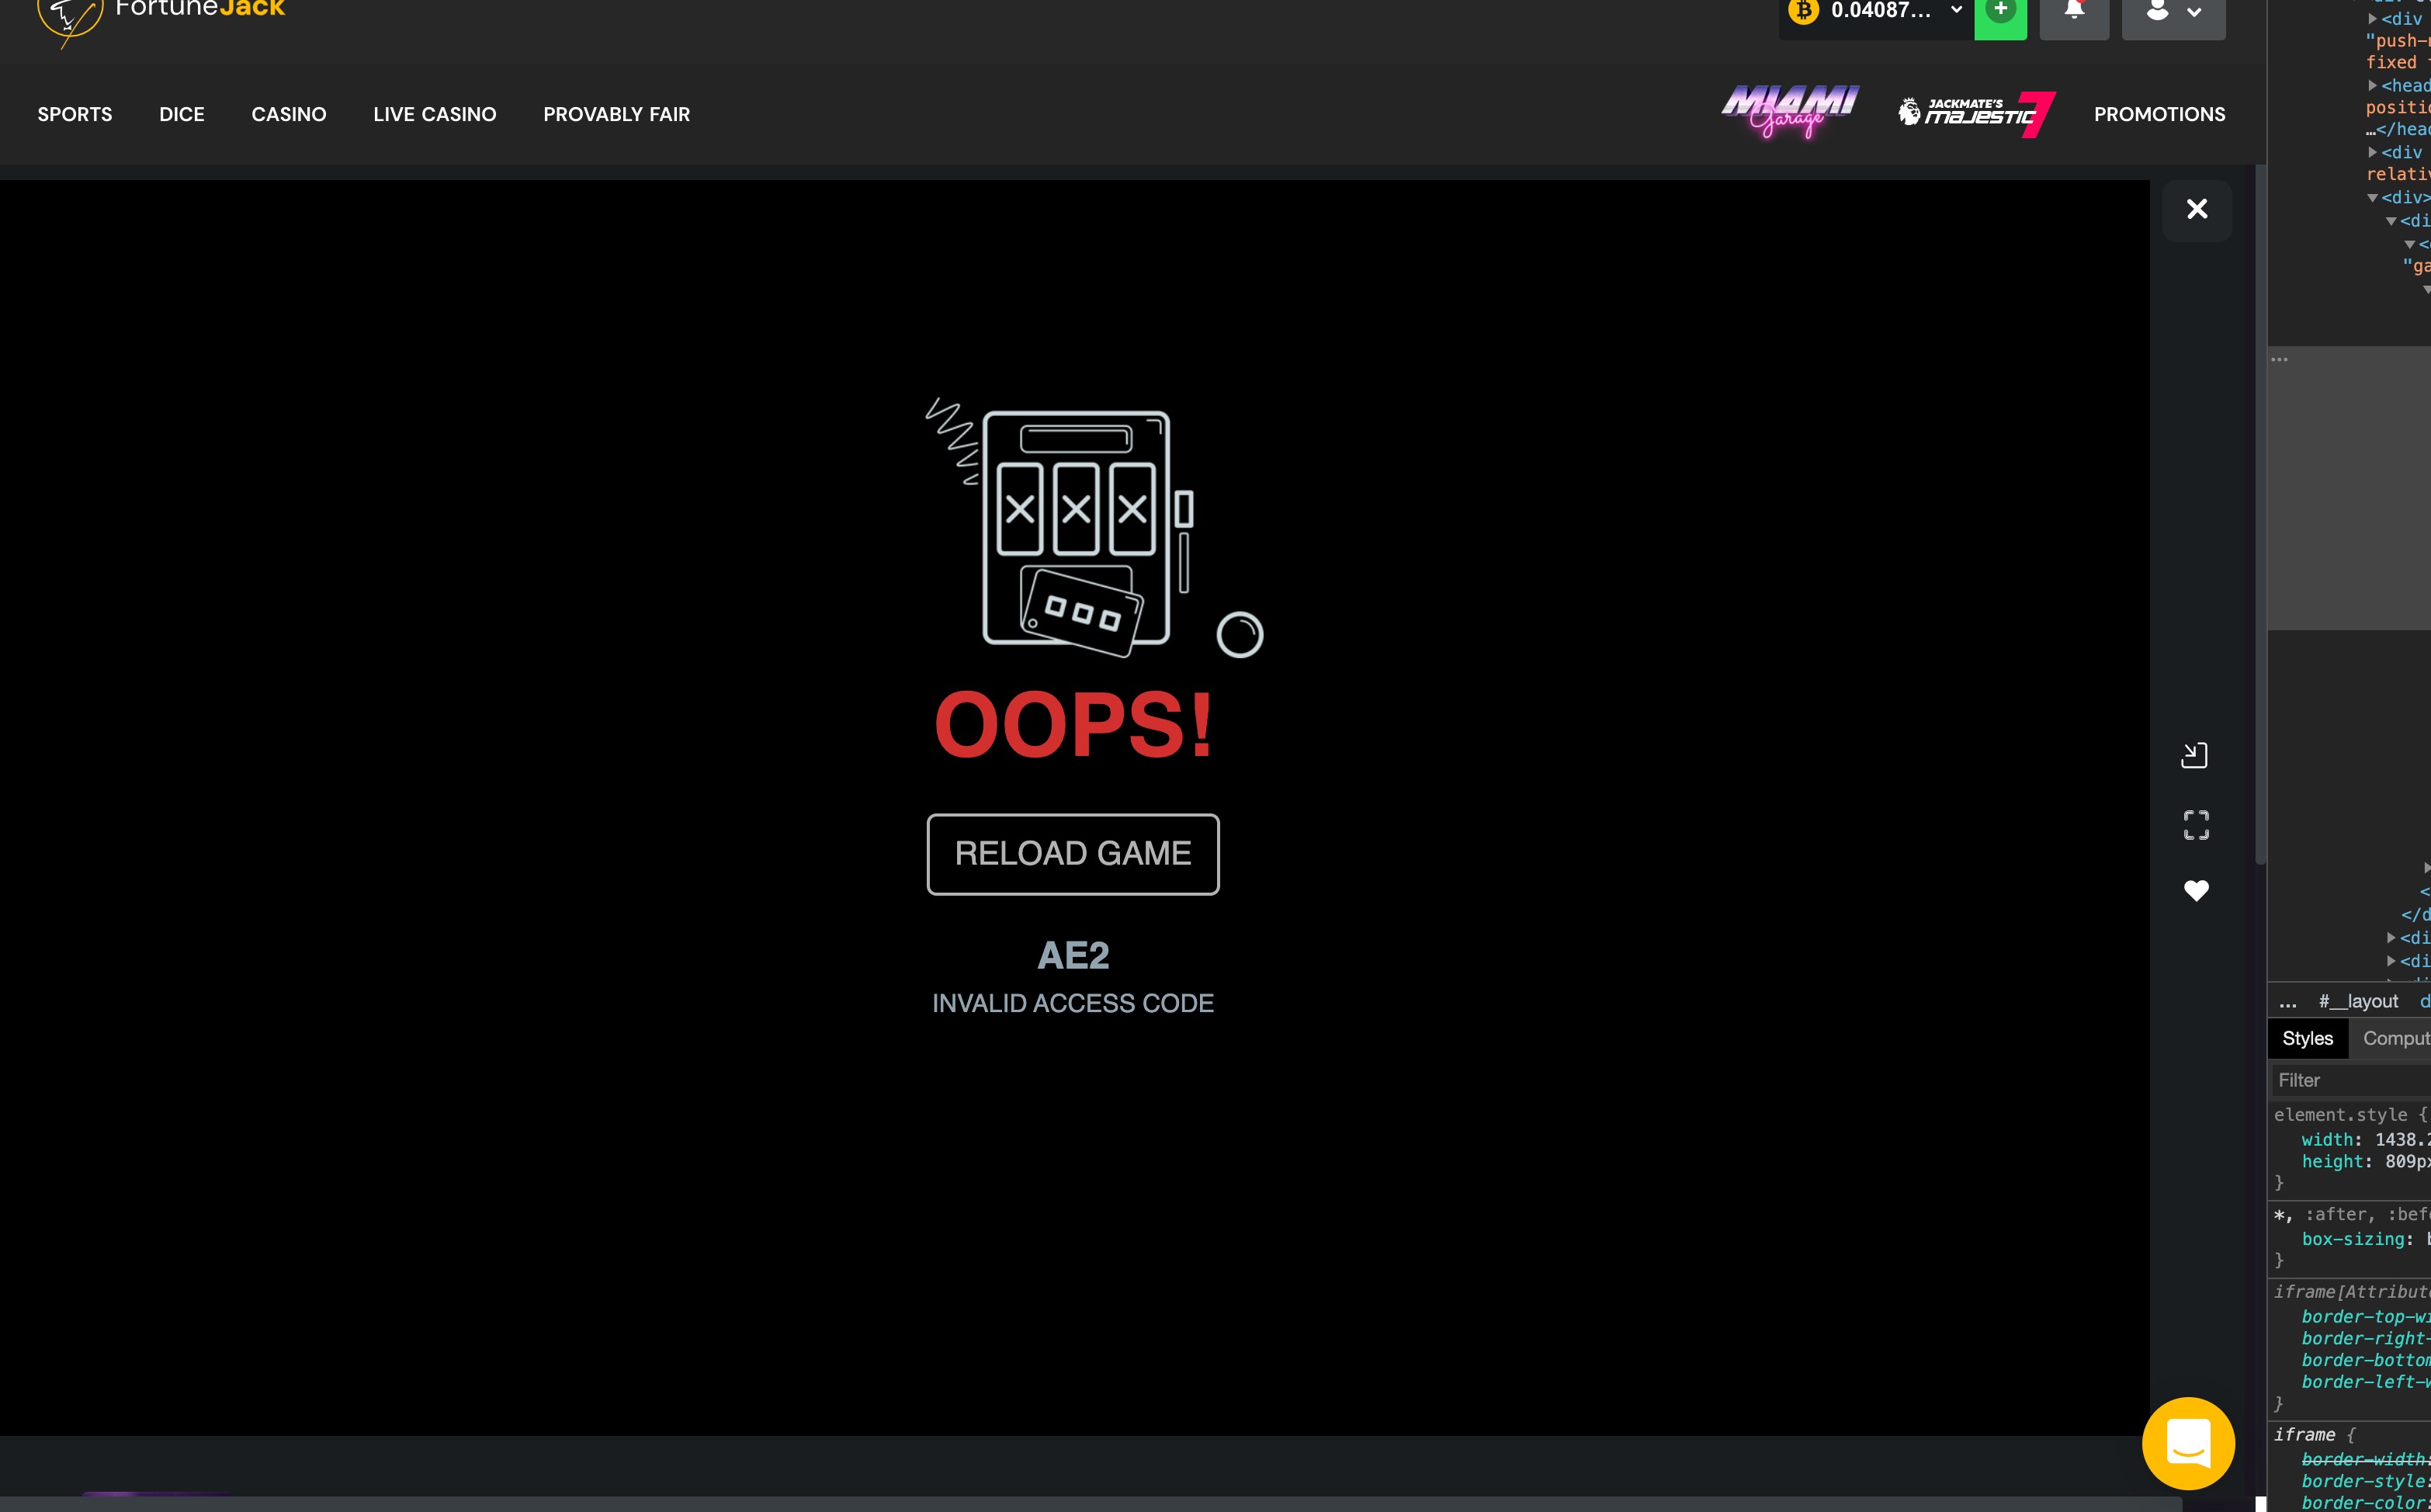 FortuneJack
0.04087...
SPORTS DICE CASINO LIVE CASINO PROVABLY FAIR
MIAMI
Garage
JACKMATE'S
MAJESTIC 7
PROMOTIONS
OOPS!
RELOAD GAME
AE2
INVALID ACCESS CODE
<div
"push-
fixed
<head
positi
…</head
<div
relati
<div>
<di
<
"ga
...
<
</d
<di
<di
... #__layout d
Styles Comput
Filter
element.style {
width: 1438.2
height: 809px
}
*, :after, :bef
box-sizing: b
}
iframe[Attribut
border-top-wi
border-right-
border-bottom
border-left-w
}
iframe {
border-width:
border-style:
border-color: